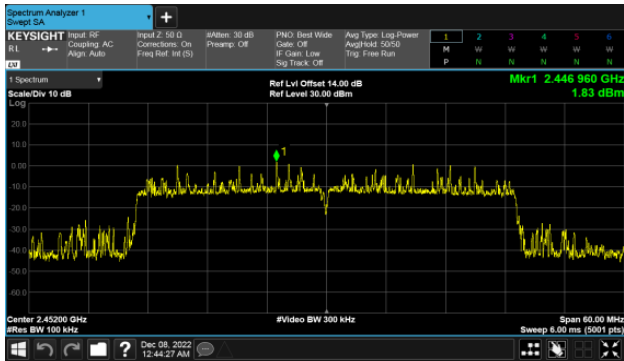 Spectrum Analyzer 1
Swept SA
+
KEYSIGHT Input: RF Input Z: 50 Ω #Atten: 30 dB PNO: Best Wide Avg Type: Log-Power 1 2 3 4 5 6
RL Coupling: AC Corrections: On Preamp: Off Gate: Off Avg|Hold: 50/50 M W W W W W
Align: Auto Freq Ref: Int (S) IF Gain: Low Trig: Free Run
LXI Sig Track: Off P N N N N N
1 Spectrum Ref Lvl Offset 14.00 dB Mkr1 2.446 960 GHz
Scale/Div 10 dB Ref Level 30.00 dBm 1.83 dBm
Log
20.0
10.0
1
0.00
-10.0
-20.0
-30.0
-40.0
-50.0
-60.0
Center 2.45200 GHz #Video BW 300 kHz Span 60.00 MHz
#Res BW 100 kHz Sweep 6.00 ms (5001 pts)
? Dec 08, 2022
12:44:27 AM